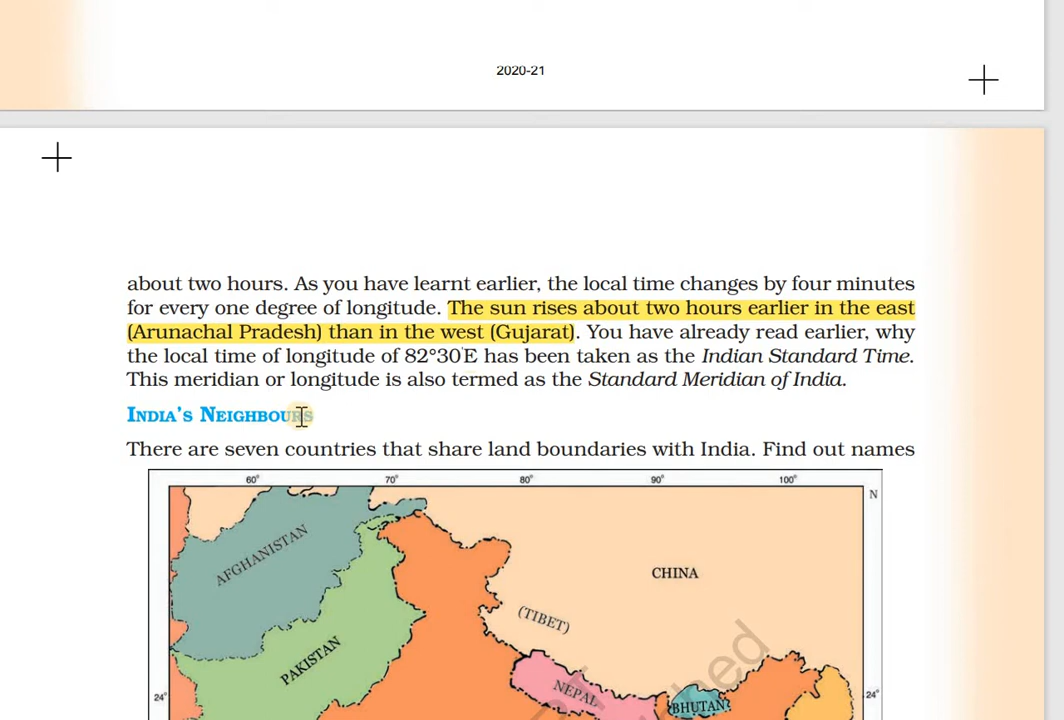 2020-21
about two hours. As you have learnt earlier, the local time changes by four minutes
for every one degree of longitude. The sun rises about two hours earlier in the east
(Arunachal Pradesh) than in the west (Gujarat). You have already read earlier, why
the local time of longitude of 82°30'E has been taken as the Indian Standard Time.
This meridian or longitude is also termed as the Standard Meridian of India.
INDIA'S NEIGHBOURS
There are seven countries that share land boundaries with India. Find out names
60° 70° 80° 90° 100°
N
AFGHANISTAN
CHINA
(TIBET)
PAKISTAN
NEPAL
24° 24°
BHUTAN